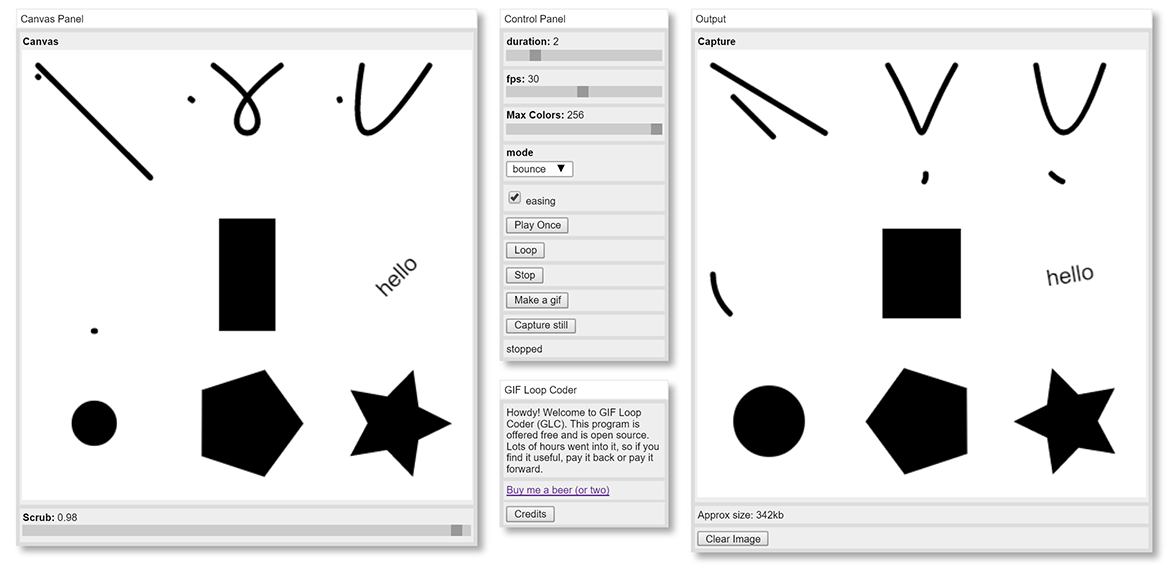 Canvas Panel
Canvas
hello
Scrub: 0.98
Control Panel
duration: 2
fps: 30
Max Colors: 256
mode
bounce
easing
Play Once
Loop
Stop
Make a gif
Capture still
stopped
GIF Loop Coder
Howdy! Welcome to GIF Loop
Coder (GLC). This program is
offered free and is open source.
Lots of hours went into it, so if you
find it useful, pay it back or pay it
forward.
Buy me a beer (or two)
Credits
Output
Capture
hello
Approx size: 342kb
Clear Image